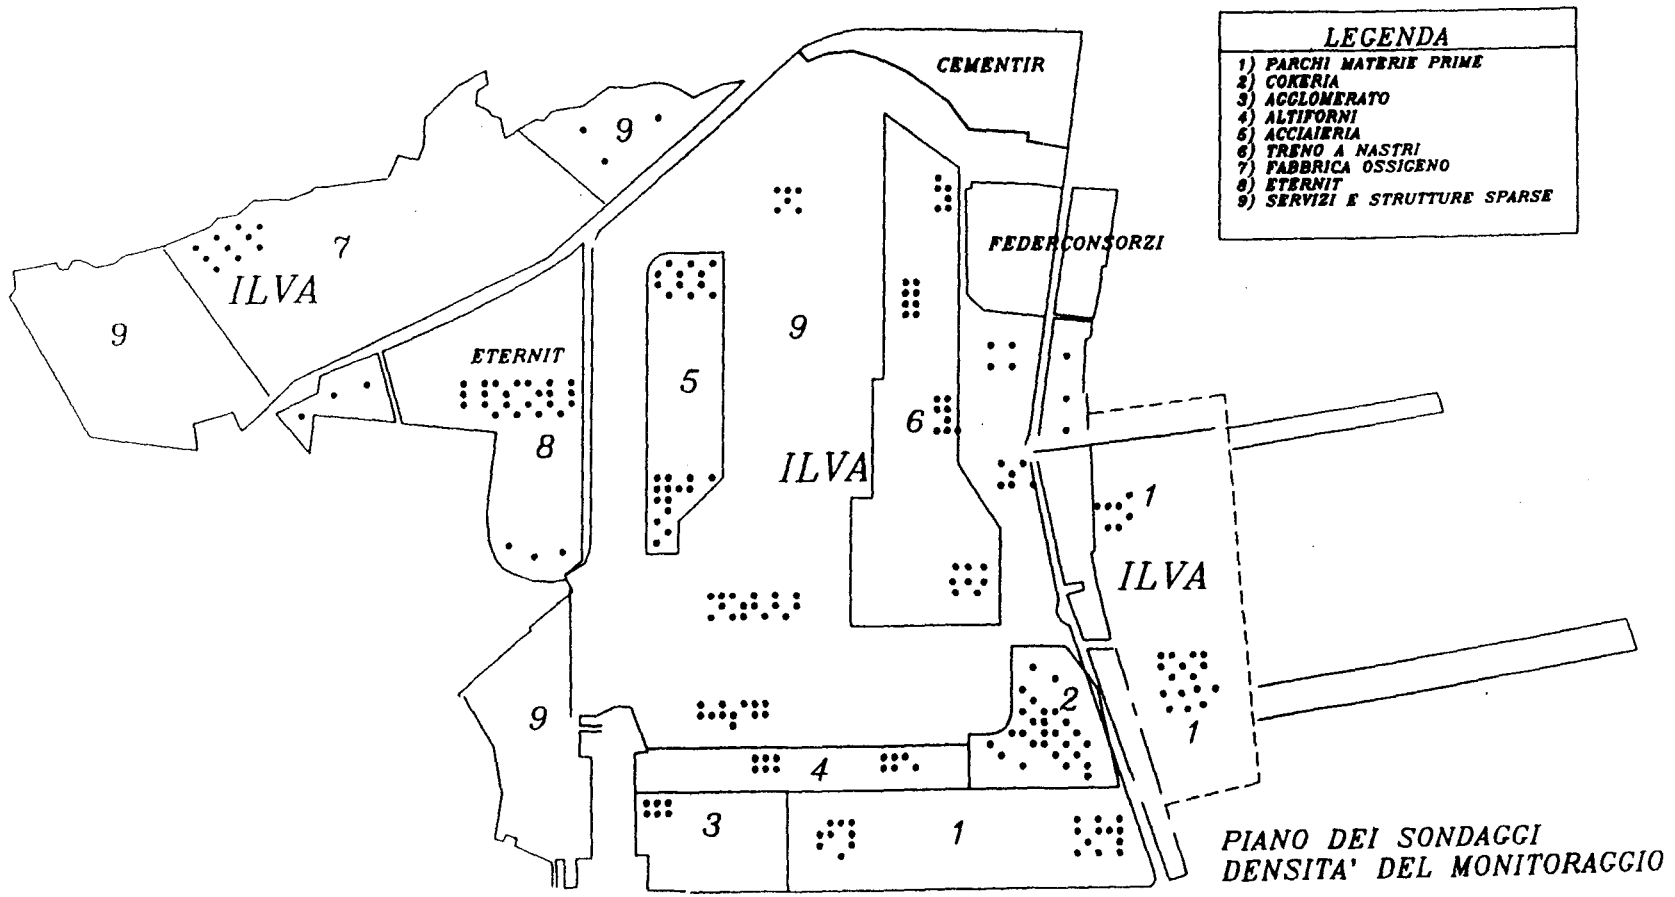 LEGENDA
1) PARCHI MATERIE PRIME
2) COKERIA
3) AGGLOMERATO
4) ALTIFORNI
5) ACCIAIERIA
6) TRENO A NASTRI
7) FABBRICA OSSIGENO
8) ETERNIT
9) SERVIZI E STRUTTURE SPARSE
CEMENTIR
9
7
ILVA
FEDERCONSORZI
9
9
ETERNIT
5
6
8
ILVA
1
ILVA
2
9
1
4
3
1
PIANO DEI SONDAGGI
DENSITA' DEL MONITORAGGIO